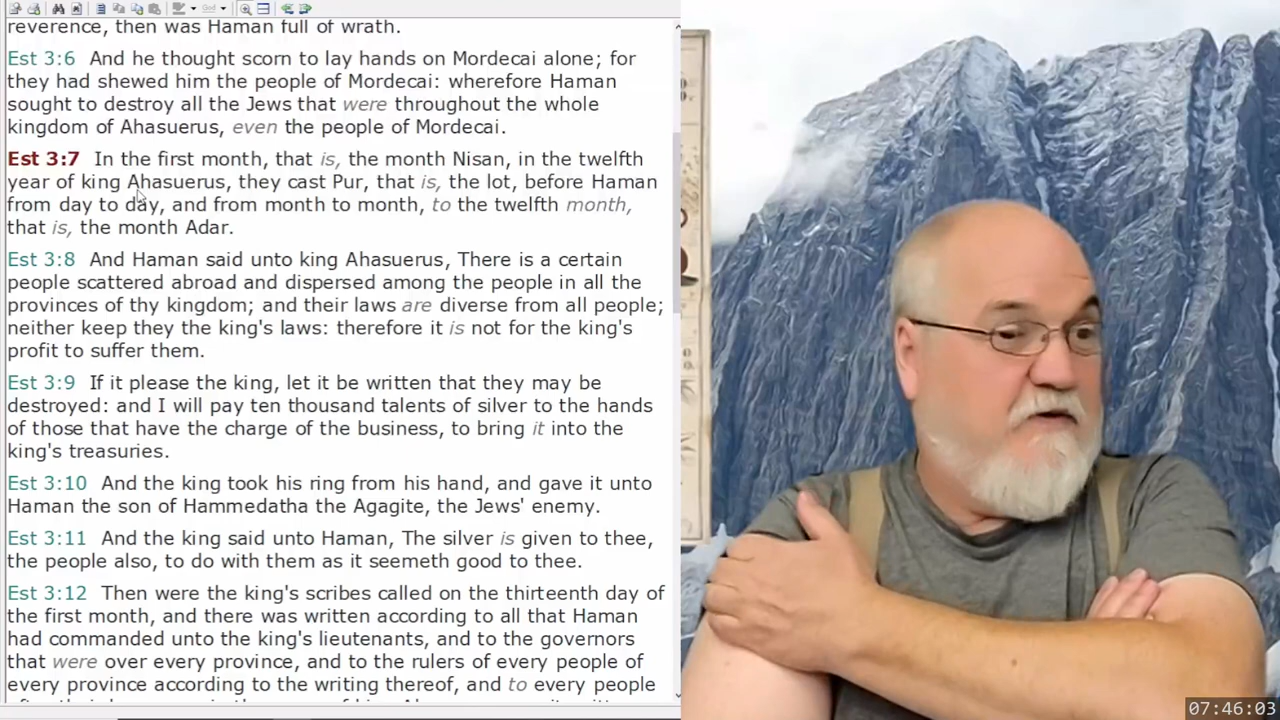 reverence, then was Haman full of wrath.
Est 3:6 And he thought scorn to lay hands on Mordecai alone; for
they had shewed him the people of Mordecai: wherefore Haman
sought to destroy all the Jews that were throughout the whole
kingdom of Ahasuerus, even the people of Mordecai.
Est 3:7 In the first month, that is, the month Nisan, in the twelfth
year of king Ahasuerus, they cast Pur, that is, the lot, before Haman
from day to day, and from month to month, to the twelfth month,
that is, the month Adar.
Est 3:8 And Haman said unto king Ahasuerus, There is a certain
people scattered abroad and dispersed among the people in all the
provinces of thy kingdom; and their laws are diverse from all people;
neither keep they the king's laws: therefore it is not for the king's
profit to suffer them.
Est 3:9 If it please the king, let it be written that they may be
destroyed: and I will pay ten thousand talents of silver to the hands
of those that have the charge of the business, to bring it into the
king's treasuries.
Est 3:10 And the king took his ring from his hand, and gave it unto
Haman the son of Hammedatha the Agagite, the Jews' enemy.
Est 3:11 And the king said unto Haman, The silver is given to thee,
the people also, to do with them as it seemeth good to thee.
Est 3:12 Then were the king's scribes called on the thirteenth day of
the first month, and there was written according to all that Haman
had commanded unto the king's lieutenants, and to the governors
that were over every province, and to the rulers of every people of
every province according to the writing thereof, and to every people
07:46:03